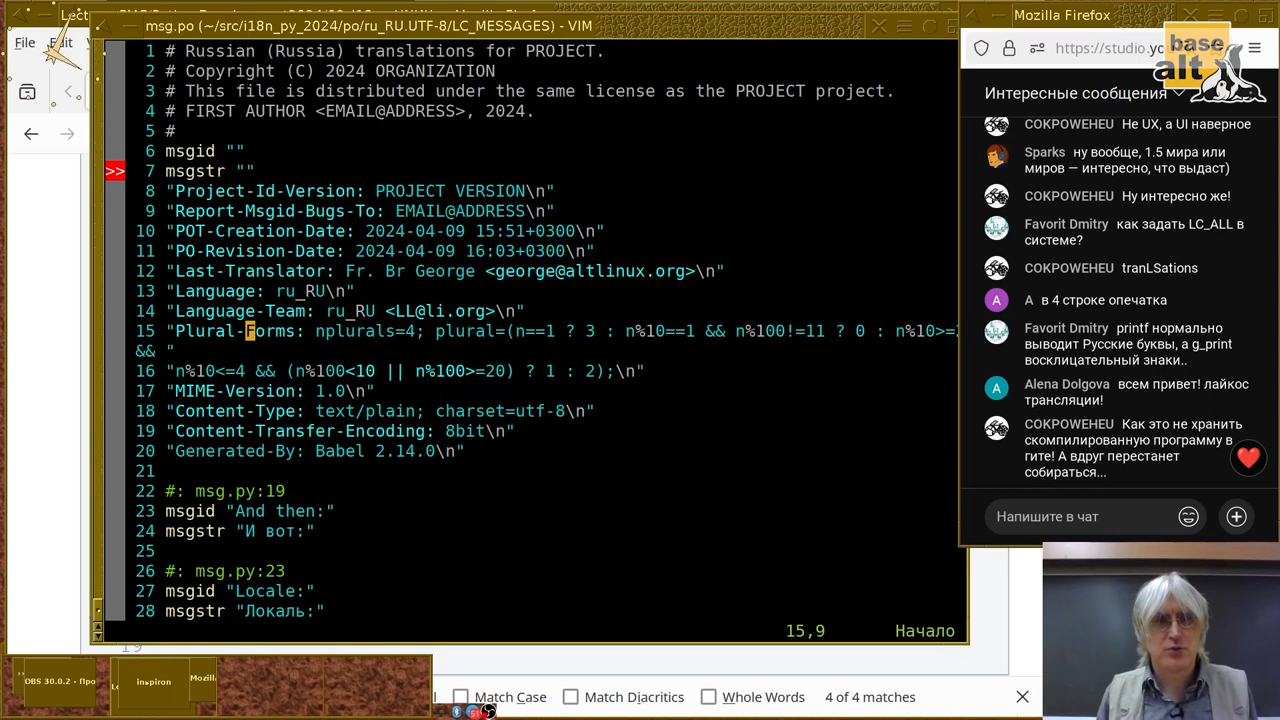 Lect
msg.po (~/src/i18n_py_2024/po/ru_RU.UTF-8/LC_MESSAGES) - VIM
Mozilla Firefox
File Edit
https://studio.yo
base
alt
1 # Russian (Russia) translations for PROJECT.
2 # Copyright (C) 2024 ORGANIZATION
3 # This file is distributed under the same license as the PROJECT project.
4 # FIRST AUTHOR <EMAIL@ADDRESS>, 2024.
5 #
6 msgid ""
>> 7 msgstr ""
8 "Project-Id-Version: PROJECT VERSION\n"
9 "Report-Msgid-Bugs-To: EMAIL@ADDRESS\n"
10 "POT-Creation-Date: 2024-04-09 15:51+0300\n"
11 "PO-Revision-Date: 2024-04-09 16:03+0300\n"
12 "Last-Translator: Fr. Br George <george@altlinux.org>\n"
13 "Language: ru_RU\n"
14 "Language-Team: ru_RU <LL@li.org>\n"
15 "Plural-Forms: nplurals=4; plural=(n==1 ? 3 : n%10==1 && n%100!=11 ? 0 : n%10>=
&& "
16 "n%10<=4 && (n%100<10 || n%100>=20) ? 1 : 2);\n"
17 "MIME-Version: 1.0\n"
18 "Content-Type: text/plain; charset=utf-8\n"
19 "Content-Transfer-Encoding: 8bit\n"
20 "Generated-By: Babel 2.14.0\n"
21
22 #: msg.py:19
23 msgid "And then:"
24 msgstr "И вот:"
25
26 #: msg.py:23
27 msgid "Locale:"
28 msgstr "Локаль:"
15,9 Начало
Интересные сообщения
COKPOWEHEU Не UX, а UI наверное
Sparks ну вообще, 1.5 мира или
миров — интересно, что выдаст)
COKPOWEHEU Ну интересно же!
Favorit Dmitry как задать LC_ALL в
системе?
COKPOWEHEU tranLSations
A А в 4 строке опечатка
Favorit Dmitry printf нормально
выводит Русские буквы, а g_print
восклицательный знаки..
A Alena Dolgova всем привет! лайкос
трансляции!
COKPOWEHEU Как это не хранить
скомпилированную программу в
гите! А вдруг перестанет
собираться...
Напишите в чат
19
OBS 30.0.2 - Про
Le
inspiron
Mozil
Match Case
Match Diacritics
Whole Words
4 of 4 matches
51